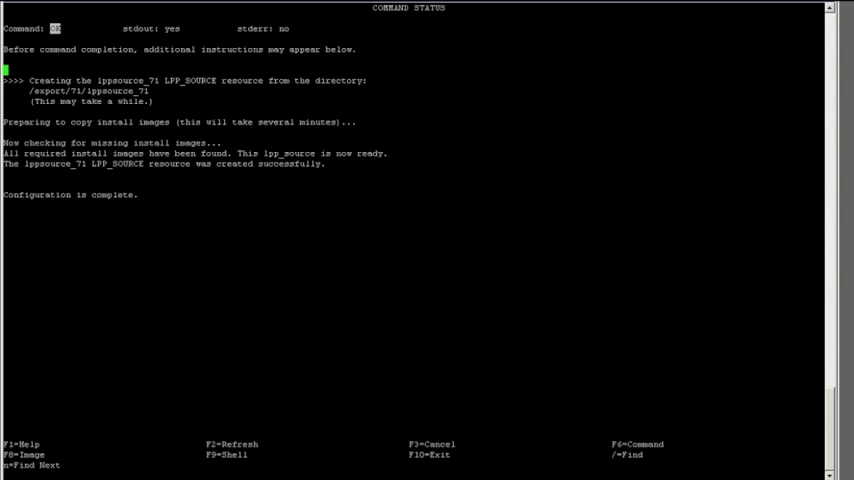 COMMAND STATUS
Command: OK stdout: yes stderr: no
Before command completion, additional instructions may appear below.
>>>> Creating the lppsource_71 LPP_SOURCE resource from the directory:
/export/71/lppsource_71
(This may take a while.)
Preparing to copy install images (this will take several minutes)...
Now checking for missing install images...
All required install images have been found. This lpp_source is now ready.
The lppsource_71 LPP_SOURCE resource was created successfully.
Configuration is complete.
F1=Help F2=Refresh F3=Cancel F6=Command
F8=Image F9=Shell F10=Exit /=Find
n=Find Next